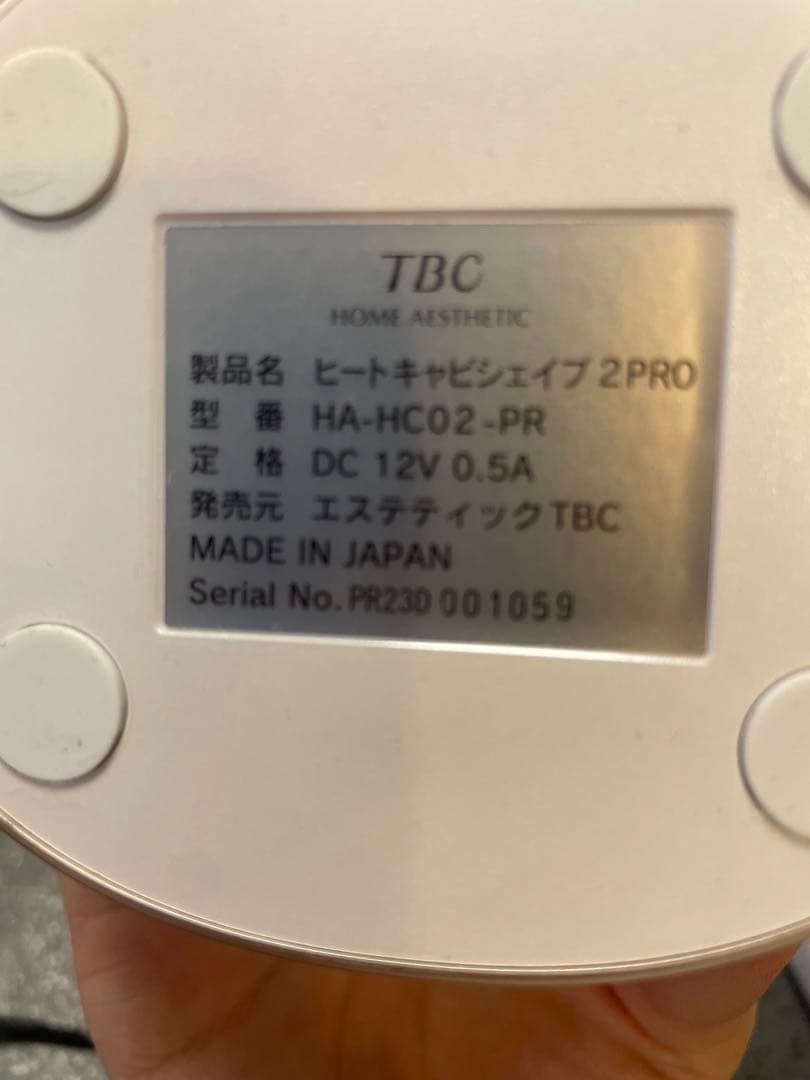 TBC
HOME AESTHETIC
製品名 ヒートキャビシェイプ 2PRO
型番 HA-HC02-PR
定格 DC 12V 0.5A
発売元 エステティックTBC
MADE IN JAPAN
Serial No. PR23D 001059